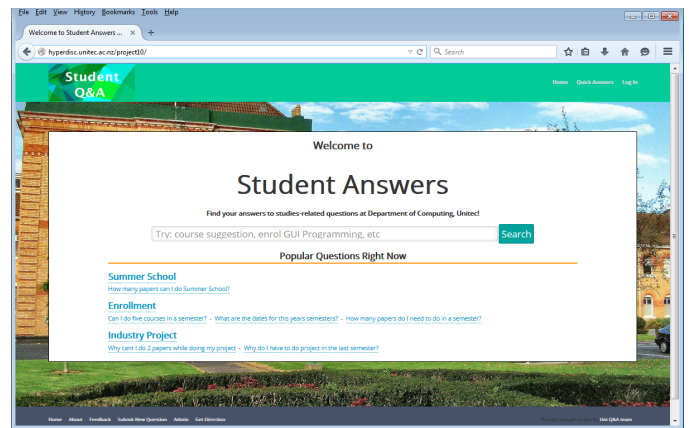 File Edit View History Bookmarks Tools Help
Welcome to Student Answers ... × +
hyperdisc.unitec.ac.nz/project10/ Search
Student
Q&A
Home Quick Answers Log In
Welcome to
Student Answers
Find your answers to studies-related questions at Department of Computing, Unitec!
Try: course suggestion, enrol GUI Programming, etc Search
Popular Questions Right Now
Summer School
How many papers can I do Summer School?
Enrollment
Can I do five courses in a semester? - What are the dates for this years semesters? - How many papers do I need to do in a semester?
Industry Project
Why cant I do 2 papers while doing my project - Why do I have to do project in the last semester?
Home About Feedback Submit New Question Admin Get Direction Uni Q&A team